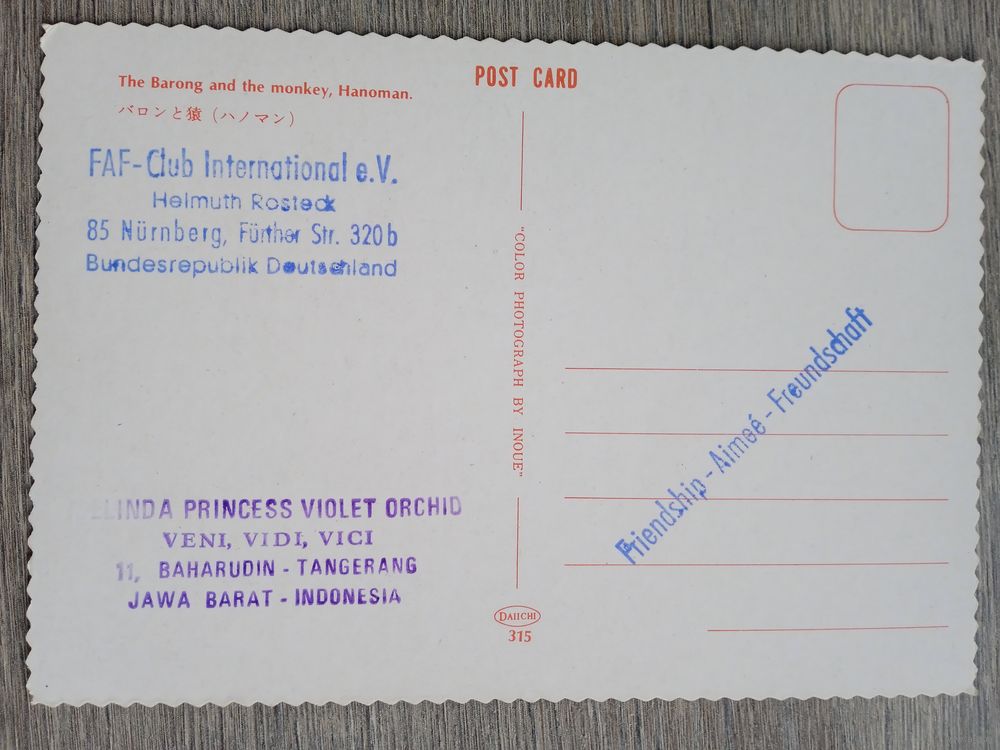 The Barong and the monkey, Hanoman.
バロンと猿（ハノマン）
FAF-Club International e.V.
Helmuth Rosteck
85 Nürnberg, Fürther Str. 320b
Bundesrepublik Deutschland
PRINCESS VIOLET ORCHID
VENI, VIDI, VICI
11, BAHARUDIN - TANGERANG
JAWA BARAT - INDONESIA
POST CARD
"COLOR PHOTOGRAPH BY INOUE"
DAIICHI
315
Friendship - Aimeé - Freundschaft